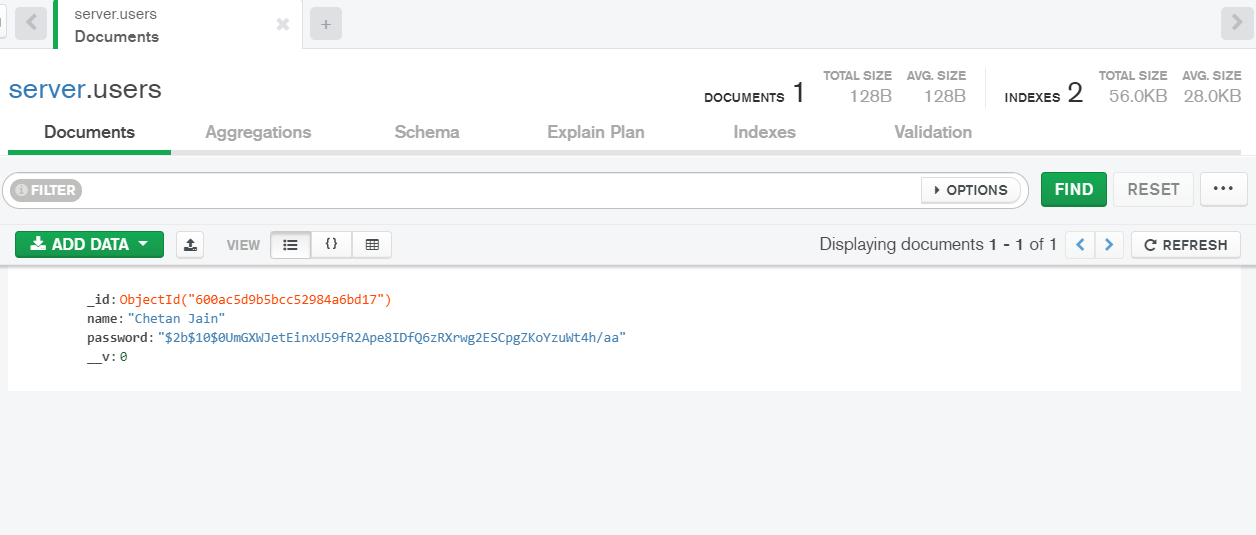 server.users
Documents
+
server.users
DOCUMENTS 1 TOTAL SIZE 128B AVG. SIZE 128B INDEXES 2 TOTAL SIZE 56.0KB AVG. SIZE 28.0KB
Documents Aggregations Schema Explain Plan Indexes Validation
FILTER OPTIONS FIND RESET ...
ADD DATA VIEW {} Displaying documents 1 - 1 of 1 REFRESH
_id: ObjectId("600ac5d9b5bcc52984a6bd17")
name: "Chetan Jain"
password: "$2b$10$0UmGXWJetEinxU59fR2Ape8IDfQ6zRXrwg2ESCpgZKoYzuWt4h/aa"
__v: 0